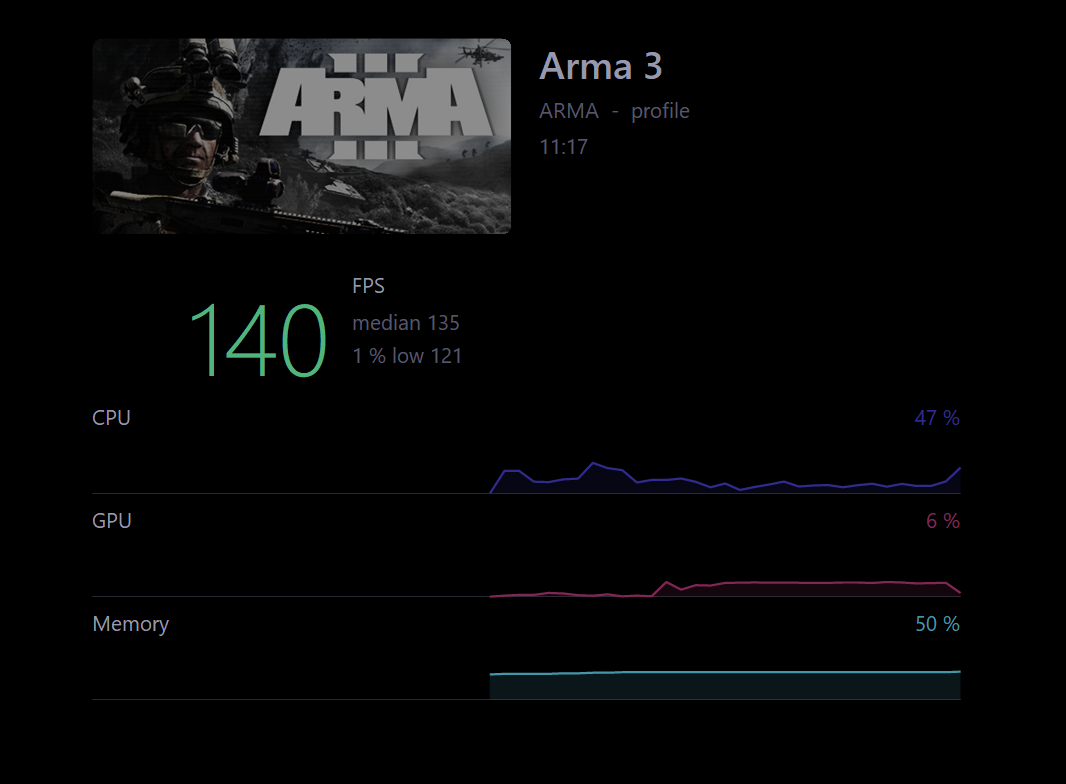 ARMA
III
Arma 3
ARMA - profile
11:17
140
FPS
median 135
1 % low 121
CPU
47 %
GPU
6 %
Memory
50 %